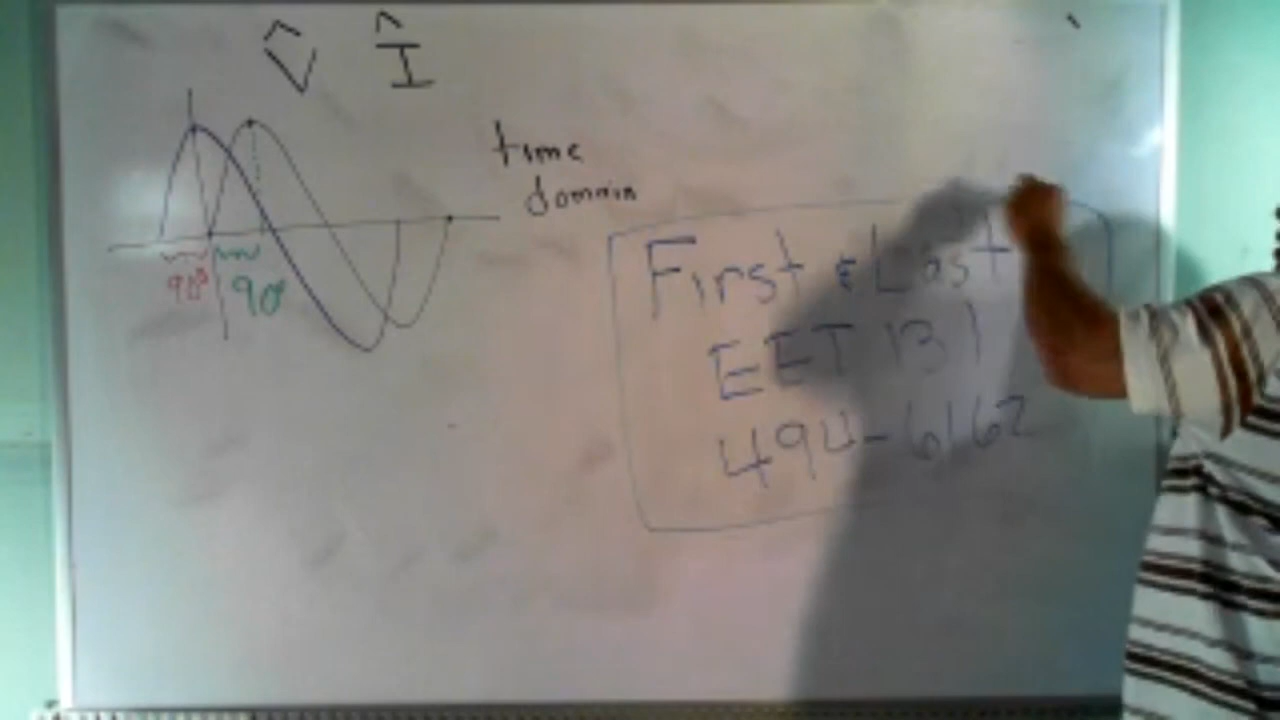 V̂ Î
time
domain
90° 90°
First & Last
EET 131
494-6162